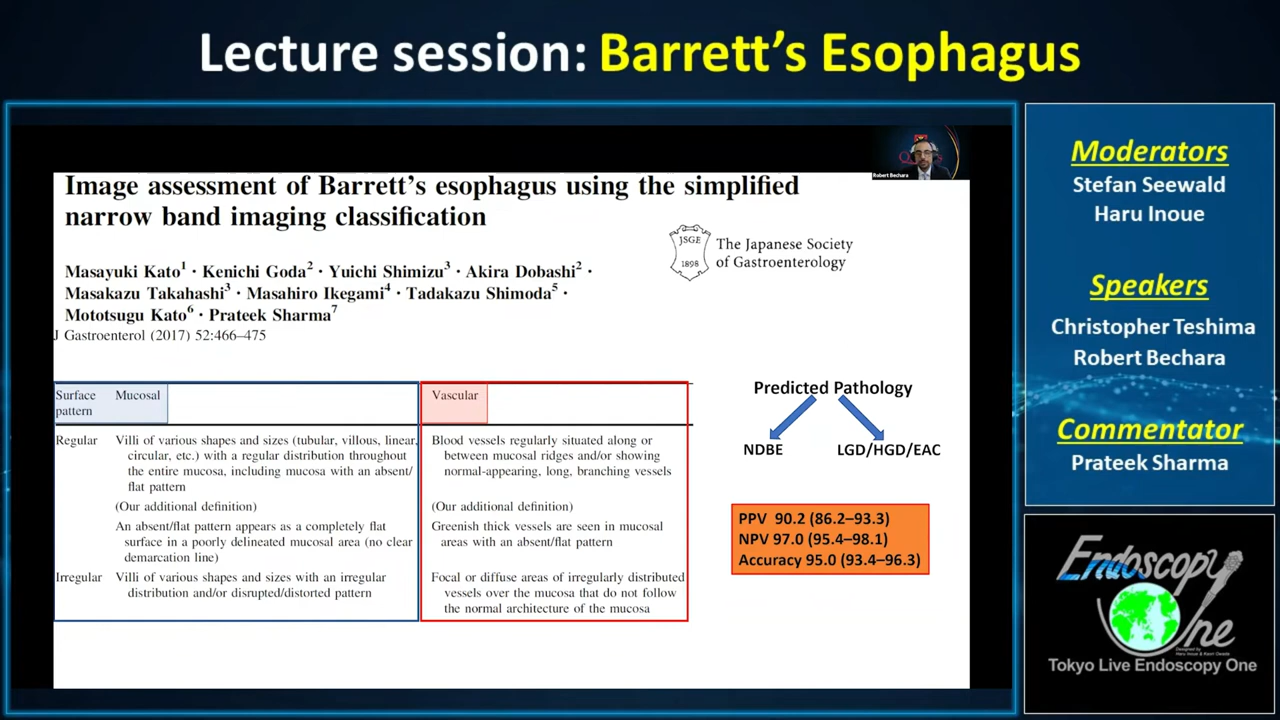 Lecture session: Barrett's Esophagus
Robert Bechara
Image assessment of Barrett's esophagus using the simplified
narrow band imaging classification
JSGE
1898
The Japanese Society
of Gastroenterology
Masayuki Kato1 · Kenichi Goda2 · Yuichi Shimizu3 · Akira Dobashi2 ·
Masakazu Takahashi3 · Masahiro Ikegami4 · Tadakazu Shimoda5 ·
Mototsugu Kato6 · Prateek Sharma7
J Gastroenterol (2017) 52:466–475
Surface
pattern
Mucosal
Vascular
Regular
Villi of various shapes and sizes (tubular, villous, linear,
circular, etc.) with a regular distribution throughout
the entire mucosa, including mucosa with an absent/
flat pattern
(Our additional definition)
An absent/flat pattern appears as a completely flat
surface in a poorly delineated mucosal area (no clear
demarcation line)
Blood vessels regularly situated along or
between mucosal ridges and/or showing
normal-appearing, long, branching vessels
(Our additional definition)
Greenish thick vessels are seen in mucosal
areas with an absent/flat pattern
Irregular
Villi of various shapes and sizes with an irregular
distribution and/or disrupted/distorted pattern
Focal or diffuse areas of irregularly distributed
vessels over the mucosa that do not follow
the normal architecture of the mucosa
Predicted Pathology
NDBE
LGD/HGD/EAC
PPV 90.2 (86.2–93.3)
NPV 97.0 (95.4–98.1)
Accuracy 95.0 (93.4–96.3)
Moderators
Stefan Seewald
Haru Inoue
Speakers
Christopher Teshima
Robert Bechara
Commentator
Prateek Sharma
Endoscopy
One
Tokyo Live Endoscopy One